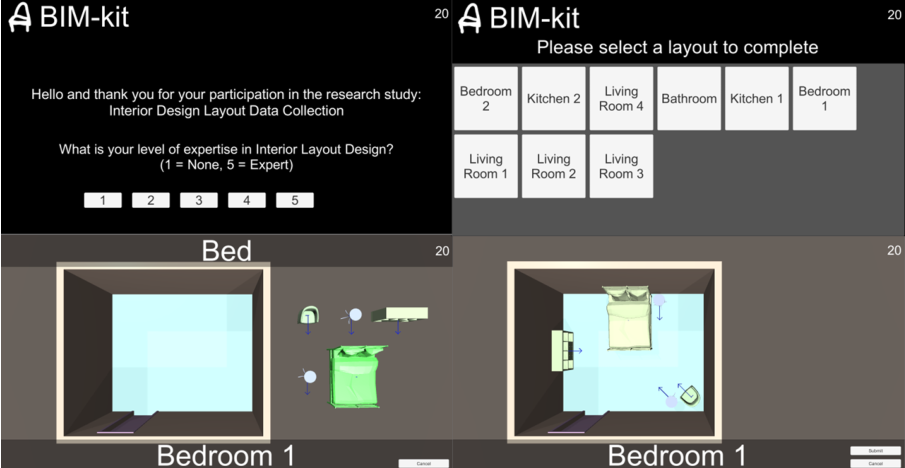 BIM-kit
20
Hello and thank you for your participation in the research study:
Interior Design Layout Data Collection
What is your level of expertise in Interior Layout Design?
(1 = None, 5 = Expert)
1 2 3 4 5
BIM-kit
20
Please select a layout to complete
Bedroom
2
Kitchen 2
Living
Room 4
Bathroom
Kitchen 1
Bedroom
1
Living
Room 1
Living
Room 2
Living
Room 3
Bed
20
Bedroom 1
Cancel
20
Bedroom 1
Submit
Cancel